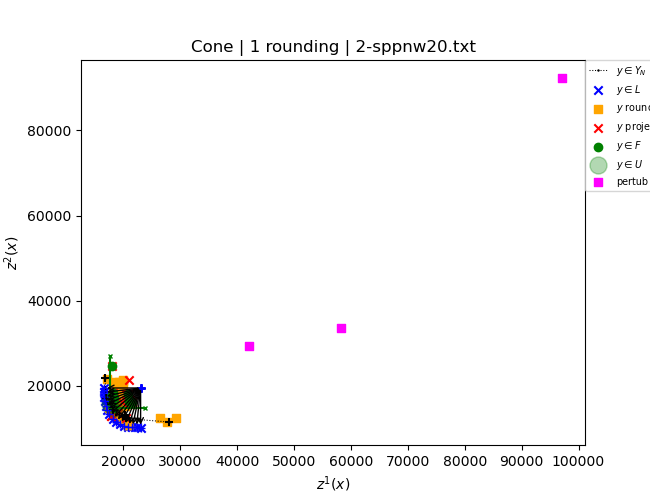 Cone | 1 rounding | 2-sppnw20.txt
z²(x)
80000
60000
40000
20000
20000
30000
40000
50000
60000
70000
80000
90000
100000
z¹(x)
y ∈ Y_N
y ∈ L
y round
y proje
y ∈ F
y ∈ U
pertub